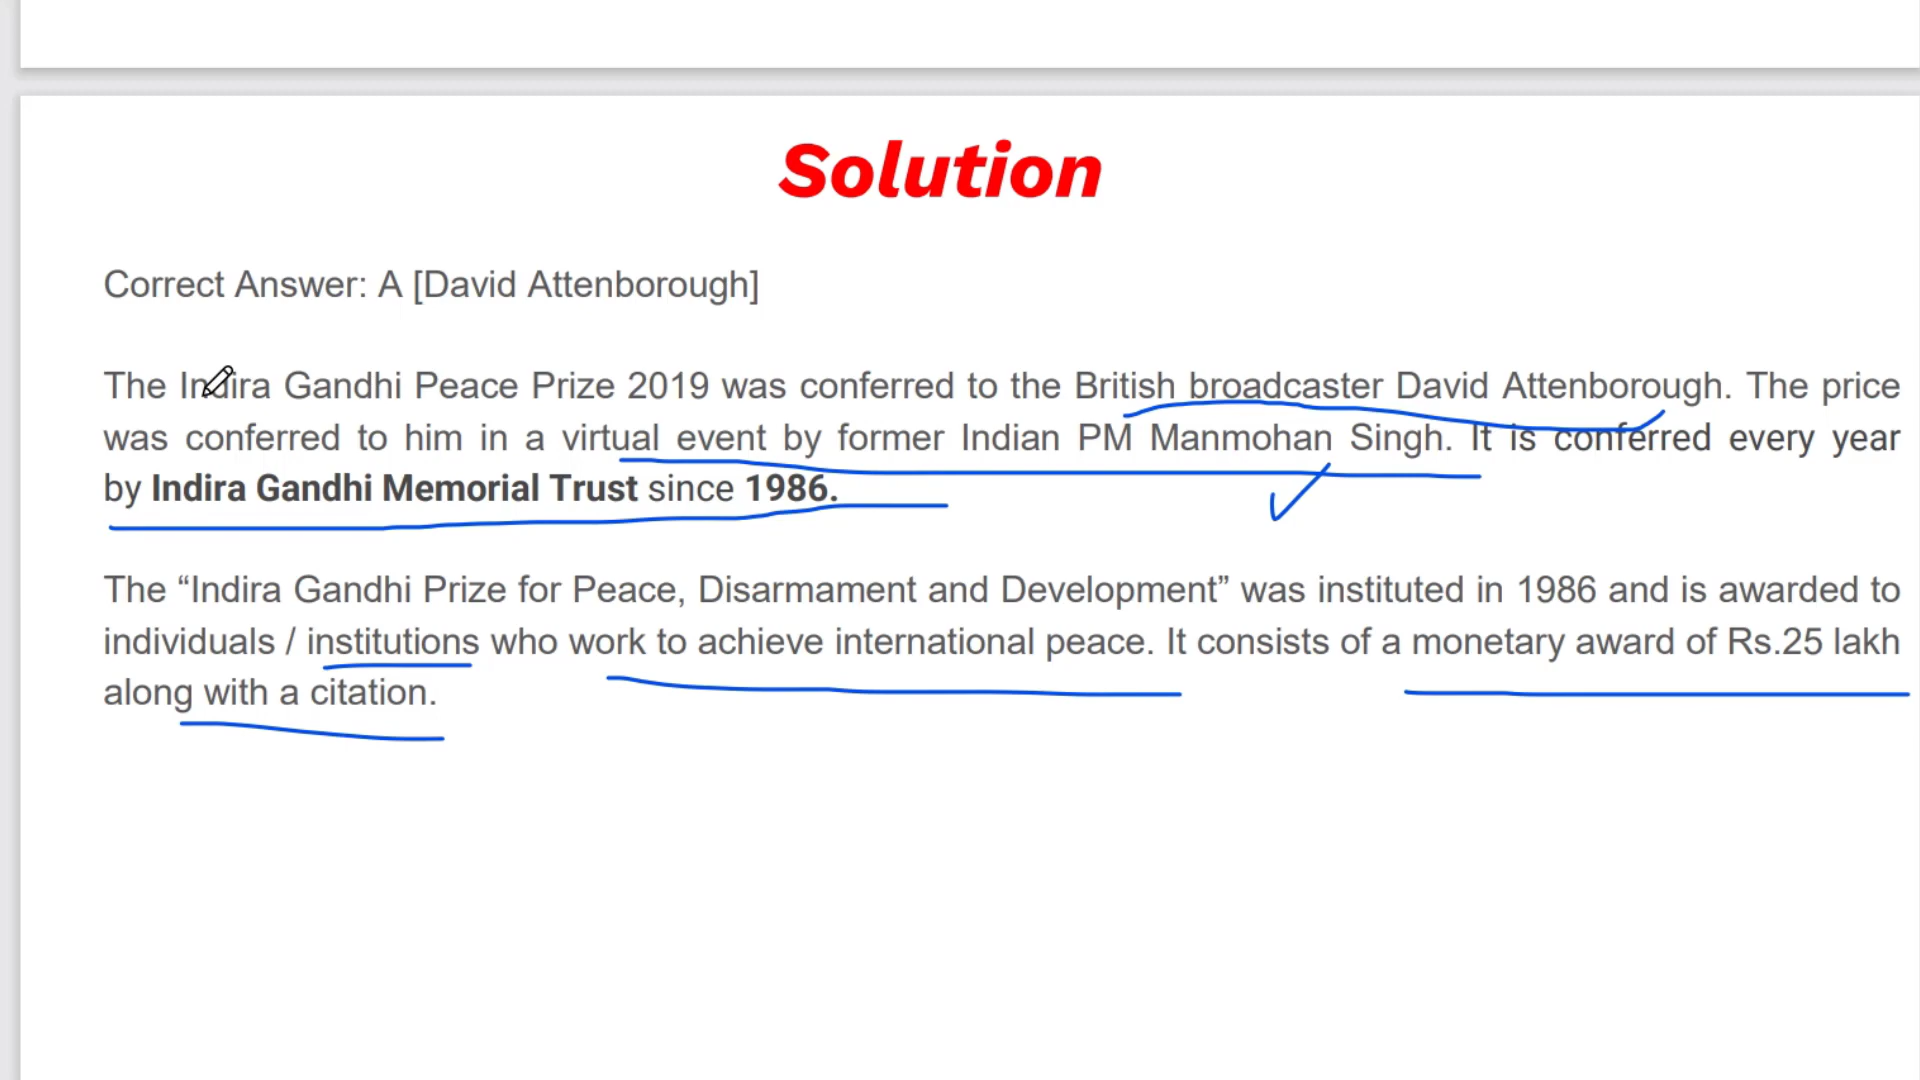 Solution
Correct Answer: A [David Attenborough]
The Indira Gandhi Peace Prize 2019 was conferred to the British broadcaster David Attenborough. The price
was conferred to him in a virtual event by former Indian PM Manmohan Singh. It is conferred every year
by Indira Gandhi Memorial Trust since 1986.
The “Indira Gandhi Prize for Peace, Disarmament and Development” was instituted in 1986 and is awarded to
individuals / institutions who work to achieve international peace. It consists of a monetary award of Rs.25 lakh
along with a citation.